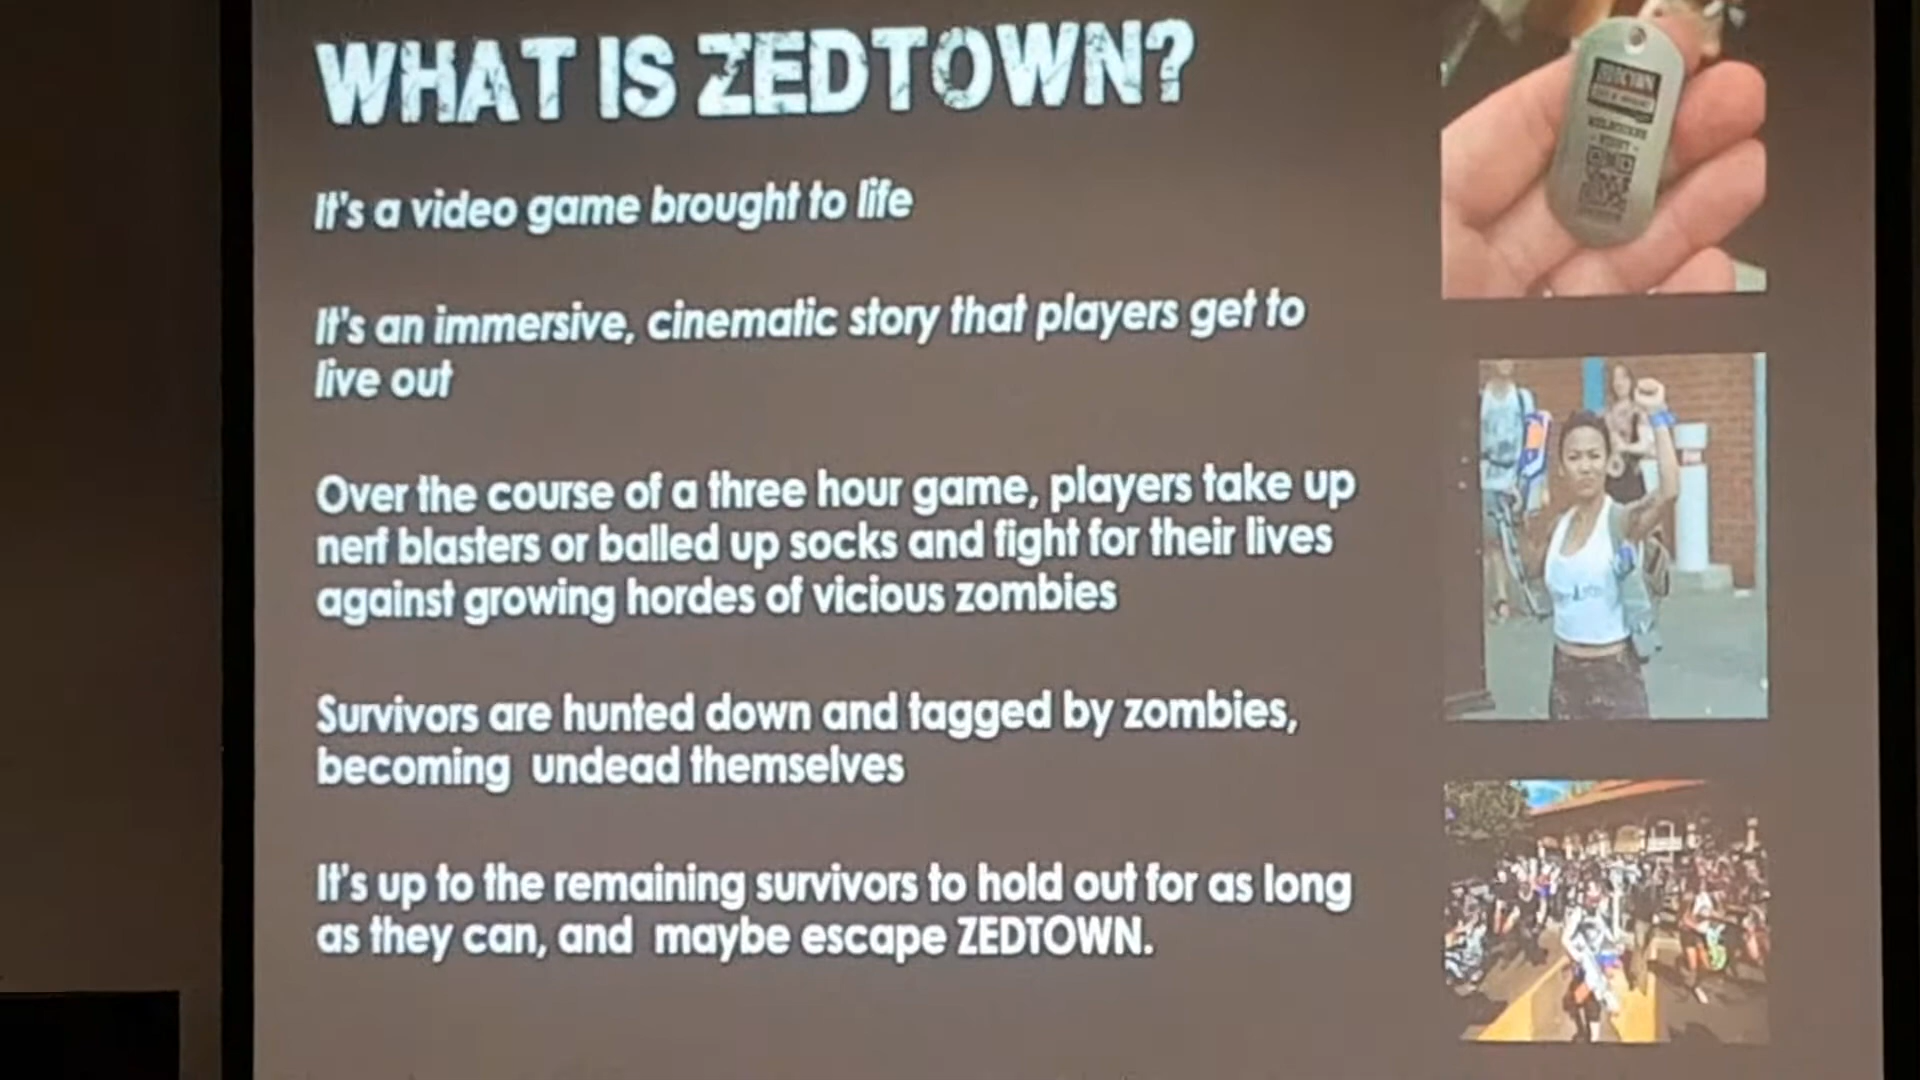 WHAT IS ZEDTOWN?
It's a video game brought to life
It's an immersive, cinematic story that players get to
live out
Over the course of a three hour game, players take up
nerf blasters or balled up socks and fight for their lives
against growing hordes of vicious zombies
Survivors are hunted down and tagged by zombies,
becoming undead themselves
It's up to the remaining survivors to hold out for as long
as they can, and maybe escape ZEDTOWN.
ZEDTOWN
MELBOURNE